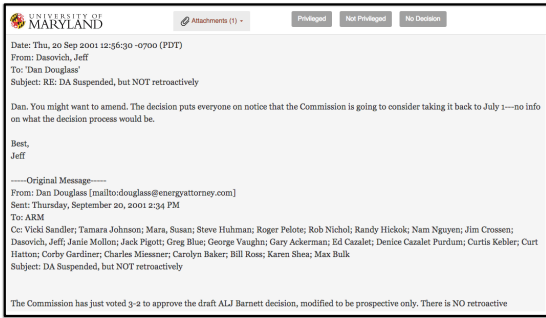 UNIVERSITY OF
MARYLAND
Attachments (1)
Privileged
Not Privileged
No Decision
Date: Thu, 20 Sep 2001 12:56:30 -0700 (PDT)
From: Dasovich, Jeff
To: 'Dan Douglass'
Subject: RE: DA Suspended, but NOT retroactively
Dan. You might want to amend. The decision puts everyone on notice that the Commission is going to consider taking it back to July 1---no info
on what the decision process would be.
Best,
Jeff
-----Original Message-----
From: Dan Douglass [mailto:douglass@energyattorney.com]
Sent: Thursday, September 20, 2001 2:34 PM
To: ARM
Cc: Vicki Sandler; Tamara Johnson; Mara, Susan; Steve Huhman; Roger Pelote; Rob Nichol; Randy Hickok; Nam Nguyen; Jim Crossen;
Dasovich, Jeff; Janie Mollon; Jack Pigott; Greg Blue; George Vaughn; Gary Ackerman; Ed Cazalet; Denice Cazalet Purdum; Curtis Kebler; Curt
Hatton; Corby Gardiner; Charles Miessner; Carolyn Baker; Bill Ross; Karen Shea; Max Bulk
Subject: DA Suspended, but NOT retroactively
The Commission has just voted 3-2 to approve the draft ALJ Barnett decision, modified to be prospective only. There is NO retroactive